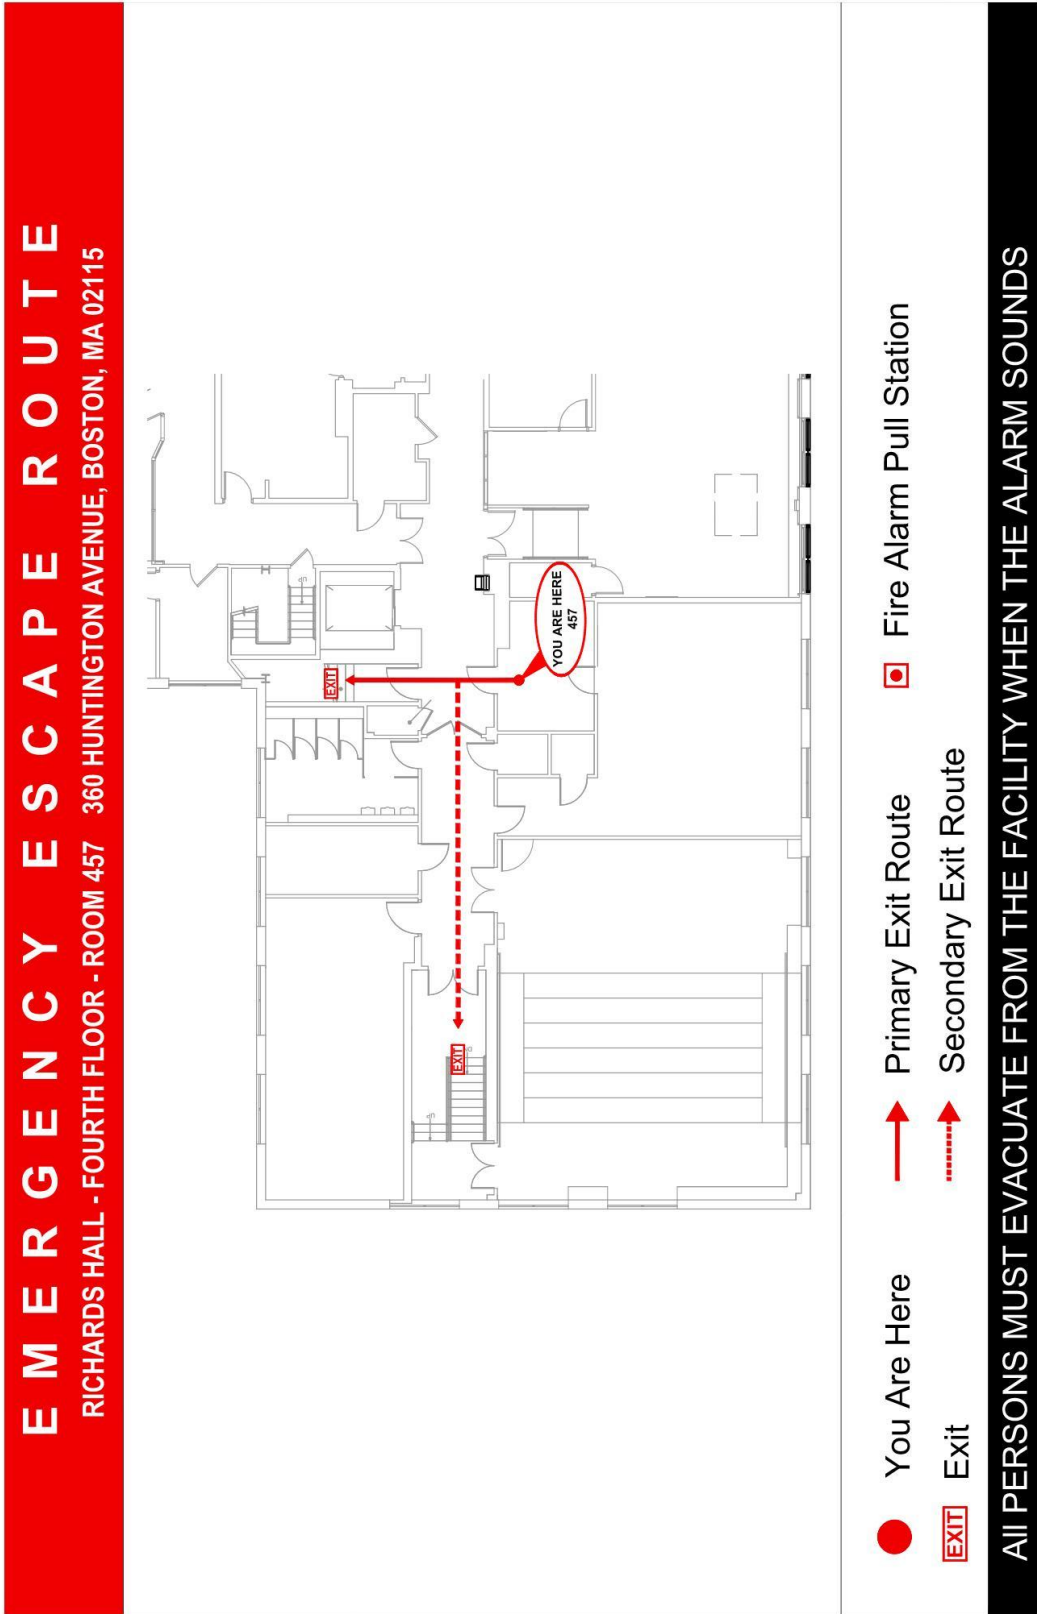 EMERGENCY ESCAPE ROUTE
RICHARDS HALL - FOURTH FLOOR - ROOM 457 360 HUNTINGTON AVENUE, BOSTON, MA 02115
EXIT
YOU ARE HERE
457
EXIT
You Are Here
Primary Exit Route
Fire Alarm Pull Station
EXIT
Exit
Secondary Exit Route
All PERSONS MUST EVACUATE FROM THE FACILITY WHEN THE ALARM SOUNDS